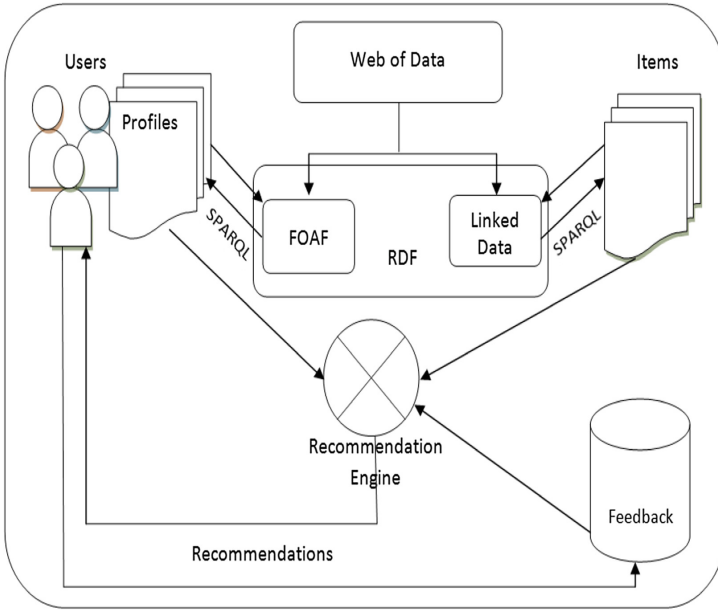 Users
Web of Data
Items
Profiles
SPARQL
FOAF
RDF
Linked
Data
SPARQL
Recommendation
Engine
Feedback
Recommendations